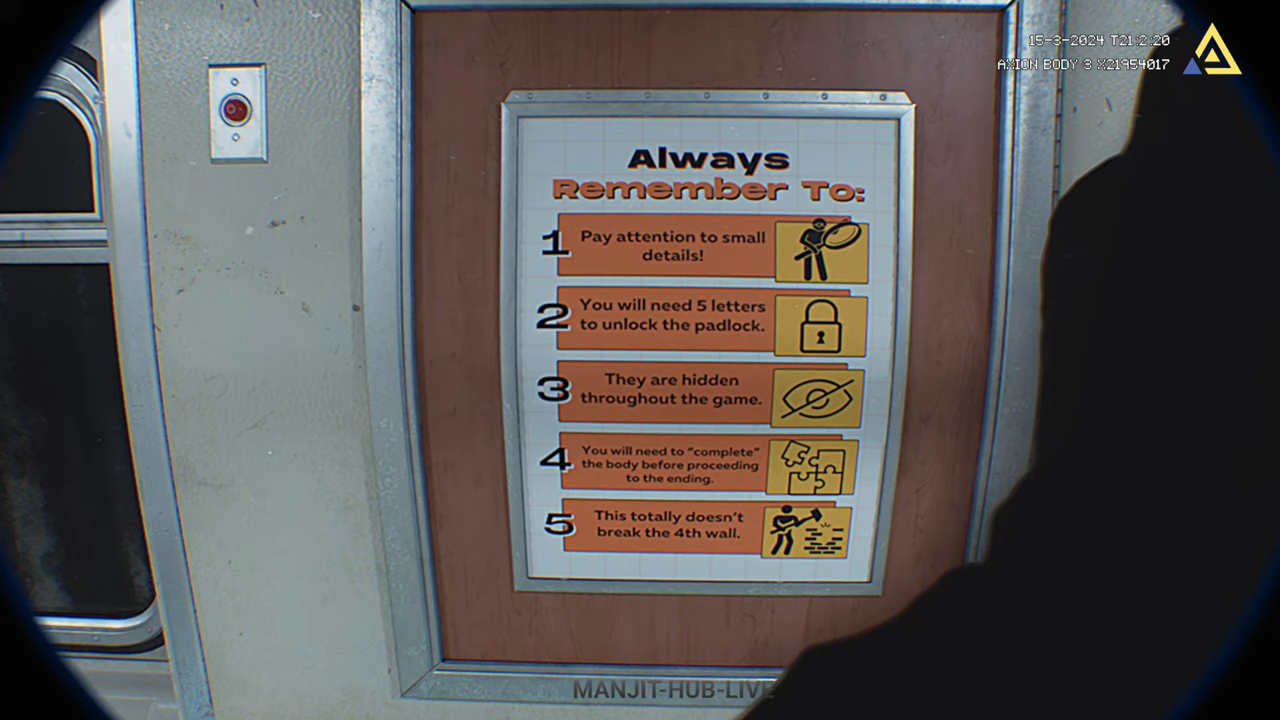 15-3-2024 T21:2:20
AXION BODY 3 X21954017
Always
Remember To:
1
Pay attention to small
details!
2
You will need 5 letters
to unlock the padlock.
3
They are hidden
throughout the game.
4
You will need to "complete"
the body before proceeding
to the ending.
5
This totally doesn't
break the 4th wall.
MANJIT-HUB-LIVE